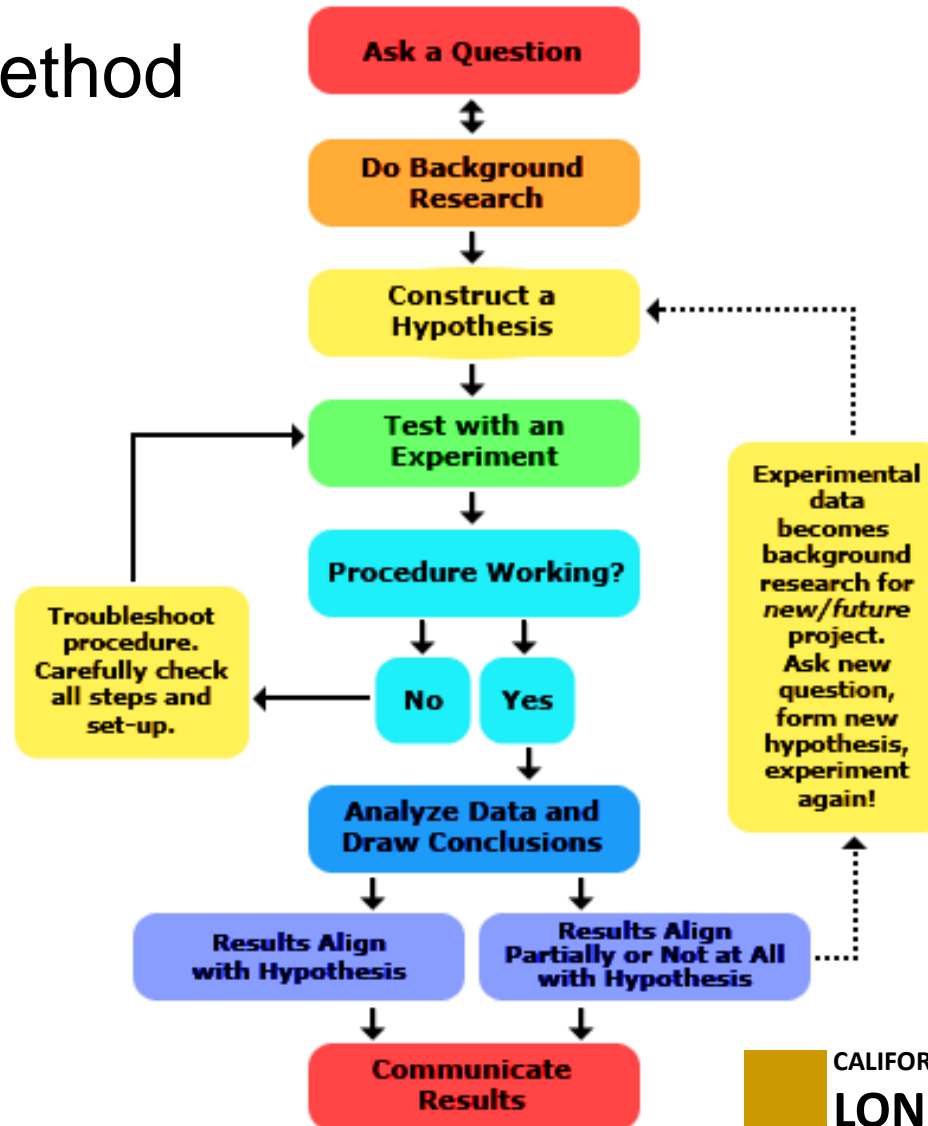 ethod
Ask a Question
Do Background
Research
Construct a
Hypothesis
Test with an
Experiment
Procedure Working?
No
Yes
Troubleshoot
procedure.
Carefully check
all steps and
set-up.
Analyze Data and
Draw Conclusions
Results Align
with Hypothesis
Results Align
Partially or Not at All
with Hypothesis
Experimental
data
becomes
background
research for
new/future
project.
Ask new
question,
form new
hypothesis,
experiment
again!
Communicate
Results
CALIFOR
LON